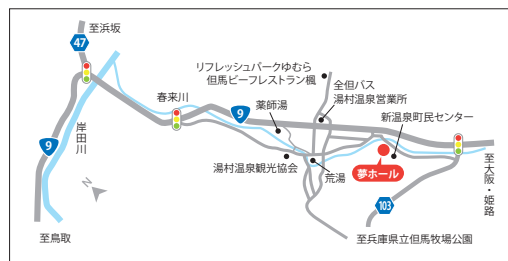 至浜坂
47
リフレッシュパークゆむら
但馬ビーフレストラン楓
全但バス
湯村温泉営業所
春来川
9
薬師湯
新温泉町民センター
岸田川
9
湯村温泉観光協会
荒湯
夢ホール
至大阪・姫路
N
103
至鳥取
至兵庫県立但馬牧場公園